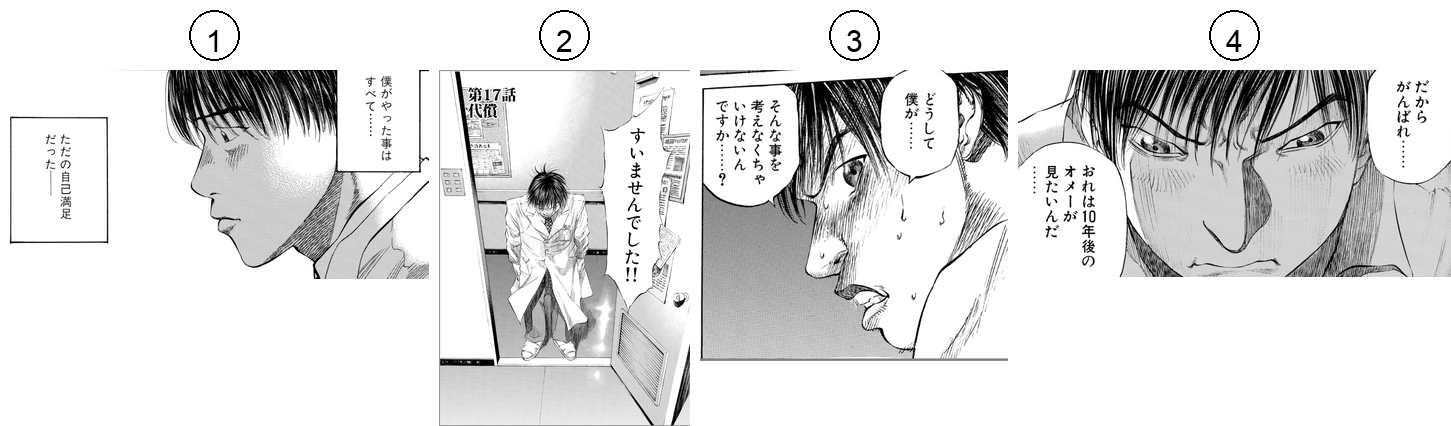 1
僕がやった事は
すべて……
ただの自己満足
だった――
2
第17話
代償
すいませんでした!!
3
どうして
僕が……
そんな事を
考えなくちゃ
いけないん
ですか……?
4
だから
がんばれ……
おれは10年後の
オメーが
見たいんだ
……